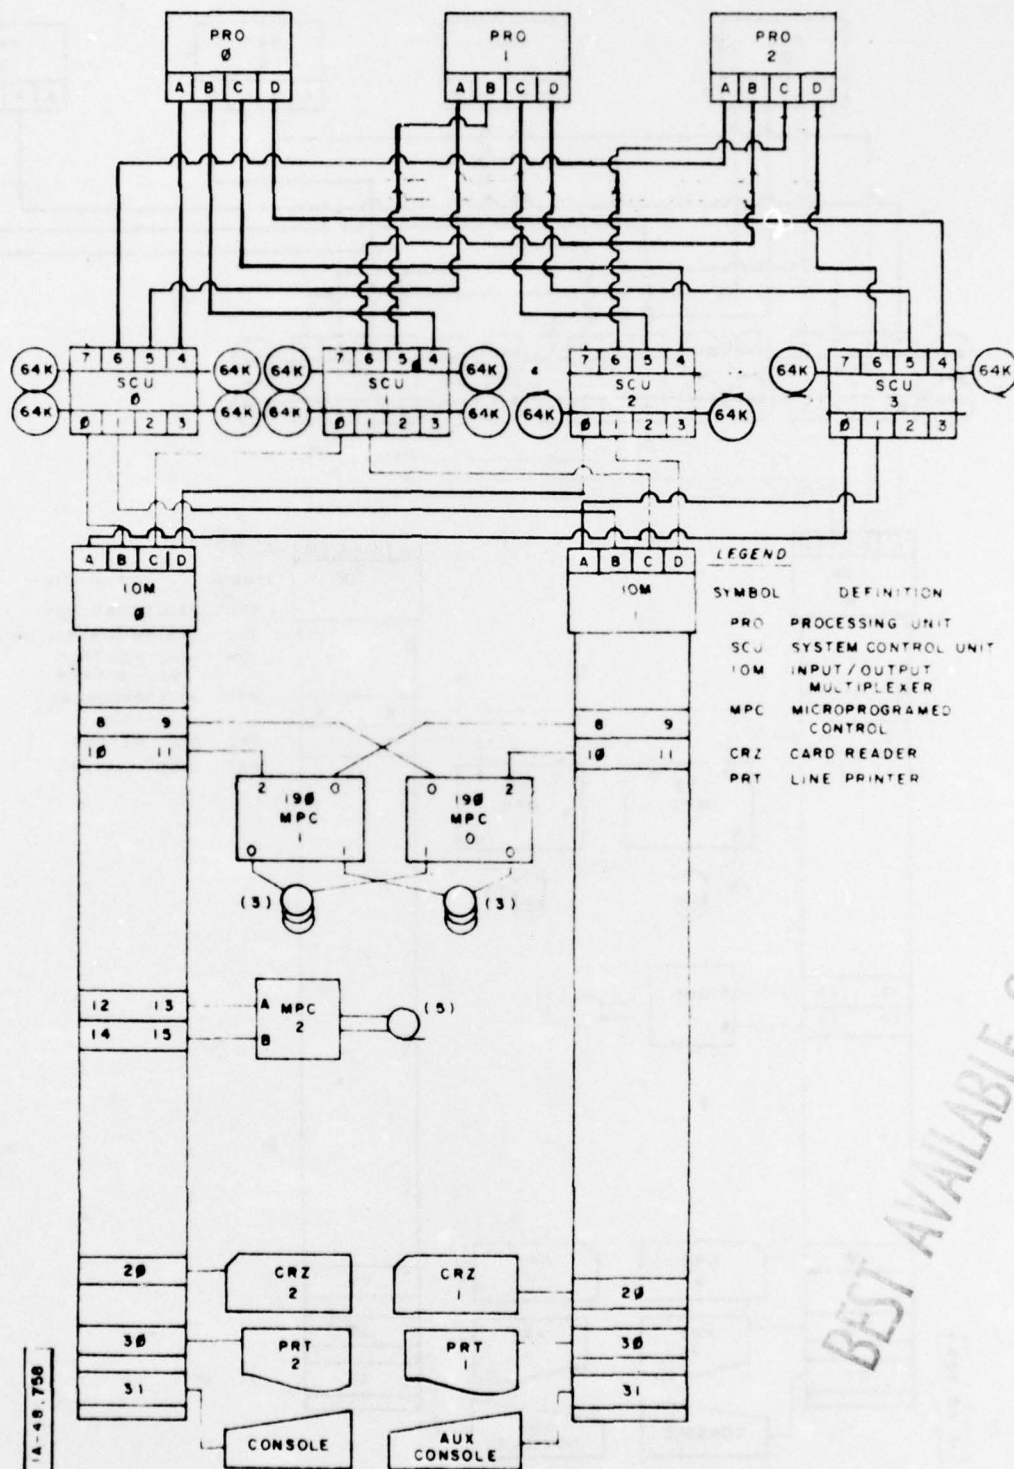 PRO Ø
PRO 1
PRO 2
A B C D
A B C D
A B C D
7 6 5 4
7 6 5 4
7 6 5 4
7 6 5 4
64K SCU Ø 64K
64K SCU 1 64K
SCU 2
64K SCU 3 64K
64K 64K
64K 64K
64K 64K
Ø 1 2 3
Ø 1 2 3
Ø 1 2 3
Ø 1 2 3
A B C D
A B C D
IOM Ø
IOM 1
LEGEND
SYMBOL DEFINITION
PRO PROCESSING UNIT
SCU SYSTEM CONTROL UNIT
IOM INPUT/OUTPUT
MULTIPLEXER
MPC MICROPROGRAMED
CONTROL
CRZ CARD READER
PRT LINE PRINTER
8 9
8 9
1Ø 11
1Ø 11
2 0
19Ø
MPC
1
0 1
0 2
19Ø
MPC
0
1 0
(3)
(3)
12 13
14 15
A MPC
B 2
(5)
2Ø
CRZ
2
CRZ
1
2Ø
3Ø
PRT
2
PRT
1
3Ø
31
31
CONSOLE
AUX
CONSOLE
IA-48,758
BEST AVAILABLE